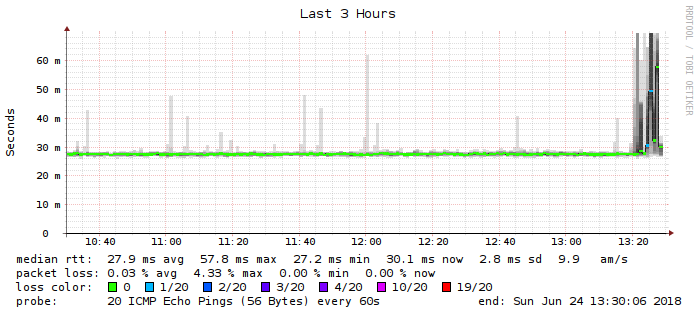 Last 3 Hours
RRDTOOL / TOBI OETIKER
Seconds
60 m
50 m
40 m
30 m
20 m
10 m
0
10:40 11:00 11:20 11:40 12:00 12:20 12:40 13:00 13:20
median rtt: 27.9 ms avg 57.8 ms max 27.2 ms min 30.1 ms now 2.8 ms sd 9.9 am/s
packet loss: 0.03 % avg 4.33 % max 0.00 % min 0.00 % now
loss color: 0 1/20 2/20 3/20 4/20 10/20 19/20
probe: 20 ICMP Echo Pings (56 Bytes) every 60s end: Sun Jun 24 13:30:06 2018